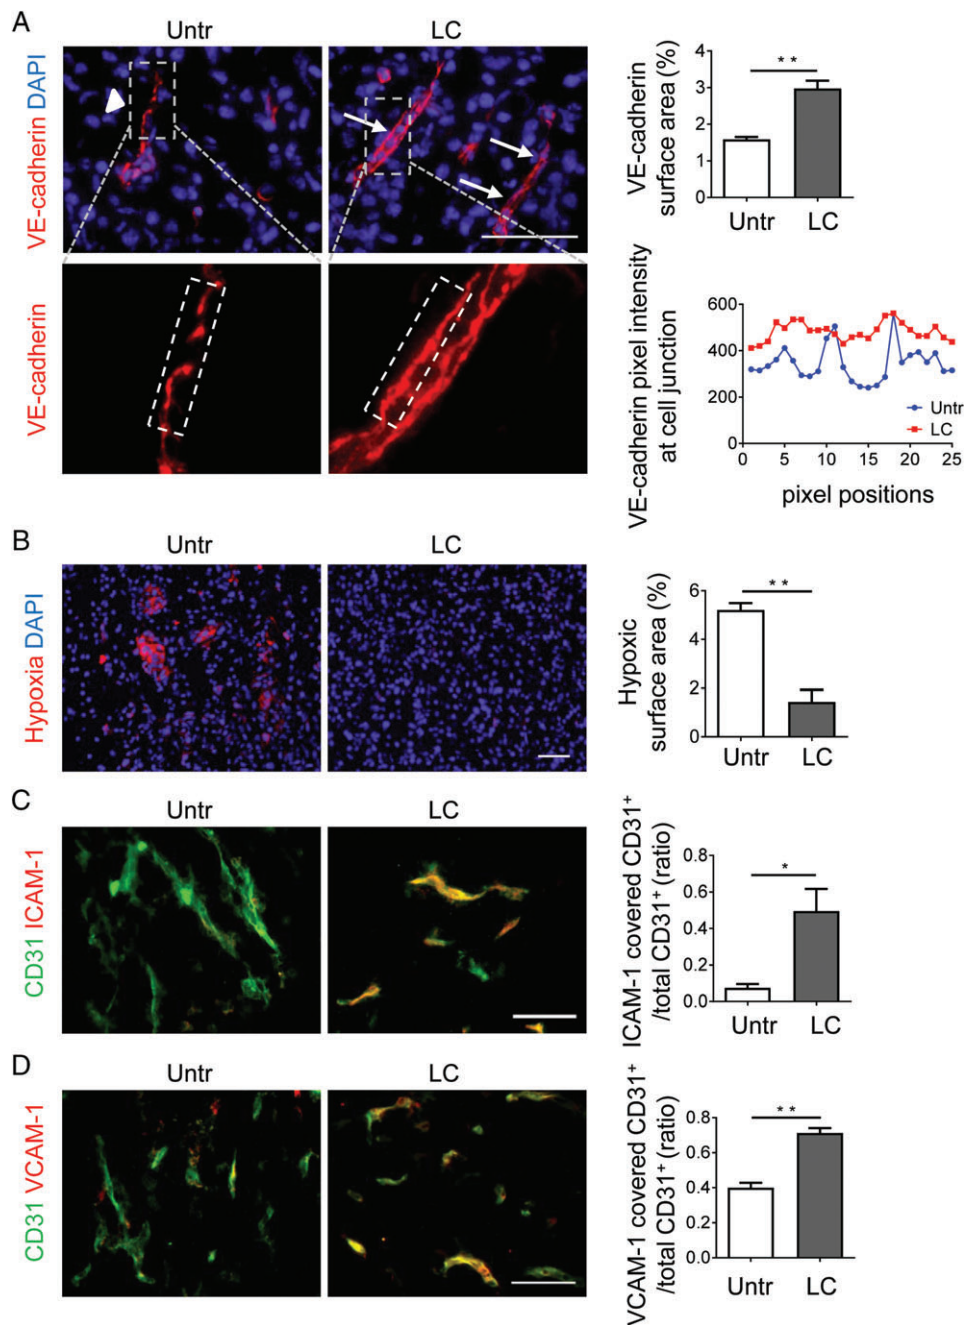 A
Untr
LC
VE-cadherin DAPI
VE-cadherin
VE-cadherin
surface area (%)
4
3
2
1
0
* *
Untr
LC
VE-cadherin pixel intensity
at cell junction
600
400
200
0
Untr
LC
0
5
10
15
20
25
pixel positions
B
Untr
LC
Hypoxia DAPI
Hypoxic
surface area (%)
6
4
2
0
* *
Untr
LC
C
Untr
LC
CD31 ICAM-1
ICAM-1 covered CD31⁺
/total CD31⁺ (ratio)
0.8
0.6
0.4
0.2
0.0
*
Untr
LC
D
Untr
LC
CD31 VCAM-1
VCAM-1 covered CD31⁺
/total CD31⁺ (ratio)
0.8
0.6
0.4
0.2
0.0
* *
Untr
LC